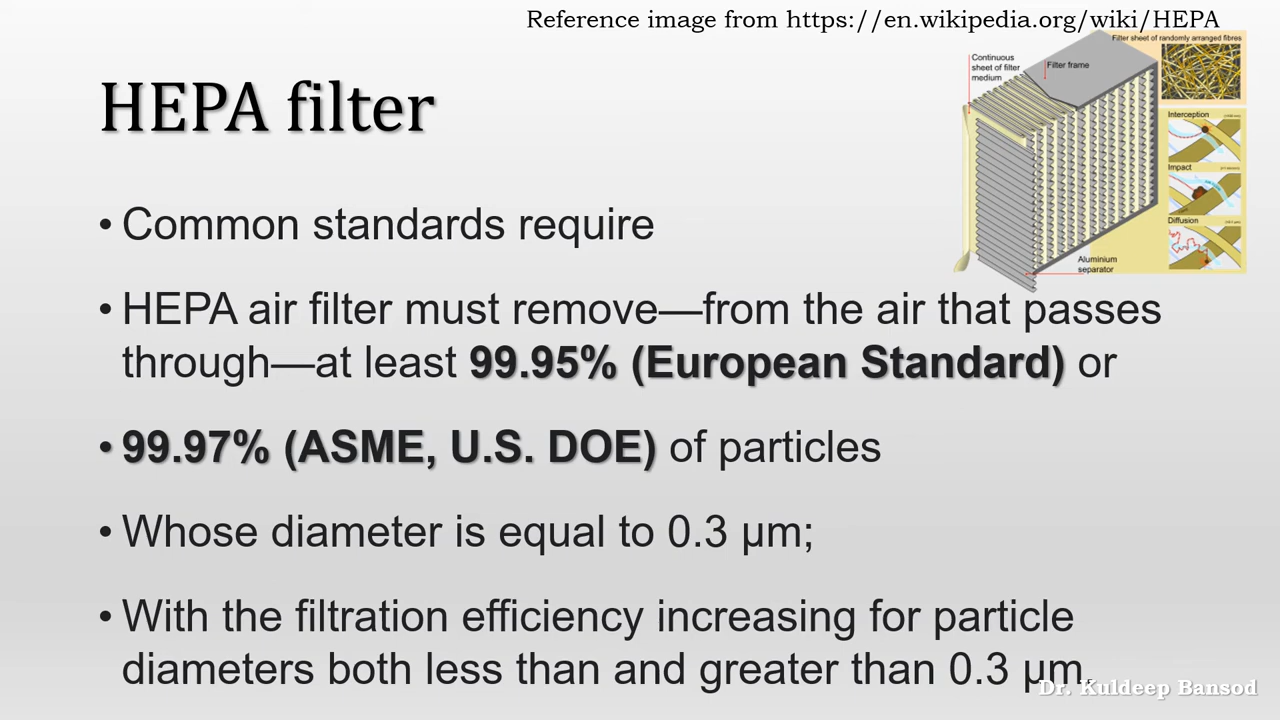 Reference image from https://en.wikipedia.org/wiki/HEPA
HEPA filter
Filter sheet of randomly arranged fibres
Continuous
sheet of filter
medium
Filter frame
Interception
Impact
Diffusion
Aluminium
separator
• Common standards require
• HEPA air filter must remove—from the air that passes
through—at least 99.95% (European Standard) or
• 99.97% (ASME, U.S. DOE) of particles
• Whose diameter is equal to 0.3 μm;
• With the filtration efficiency increasing for particle
diameters both less than and greater than 0.3 μm.
Dr. Kuldeep Bansod